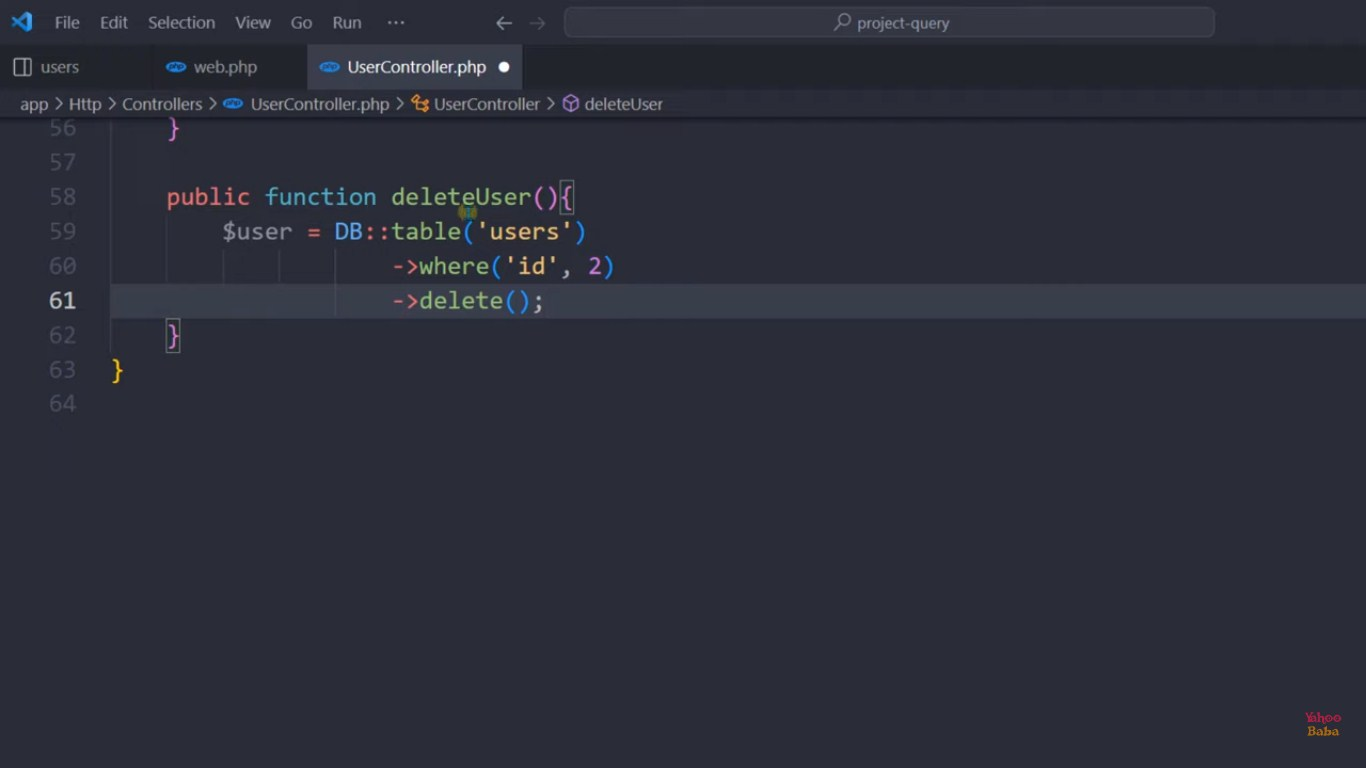 File Edit Selection View Go Run ··· ← → project-query
users web.php UserController.php ●
app > Http > Controllers > UserController.php > UserController > deleteUser
56 }
57
58 public function deleteUser(){
59 $user = DB::table('users')
60 ->where('id', 2)
61 ->delete();
62 }
63 }
64
Yahoo
Baba